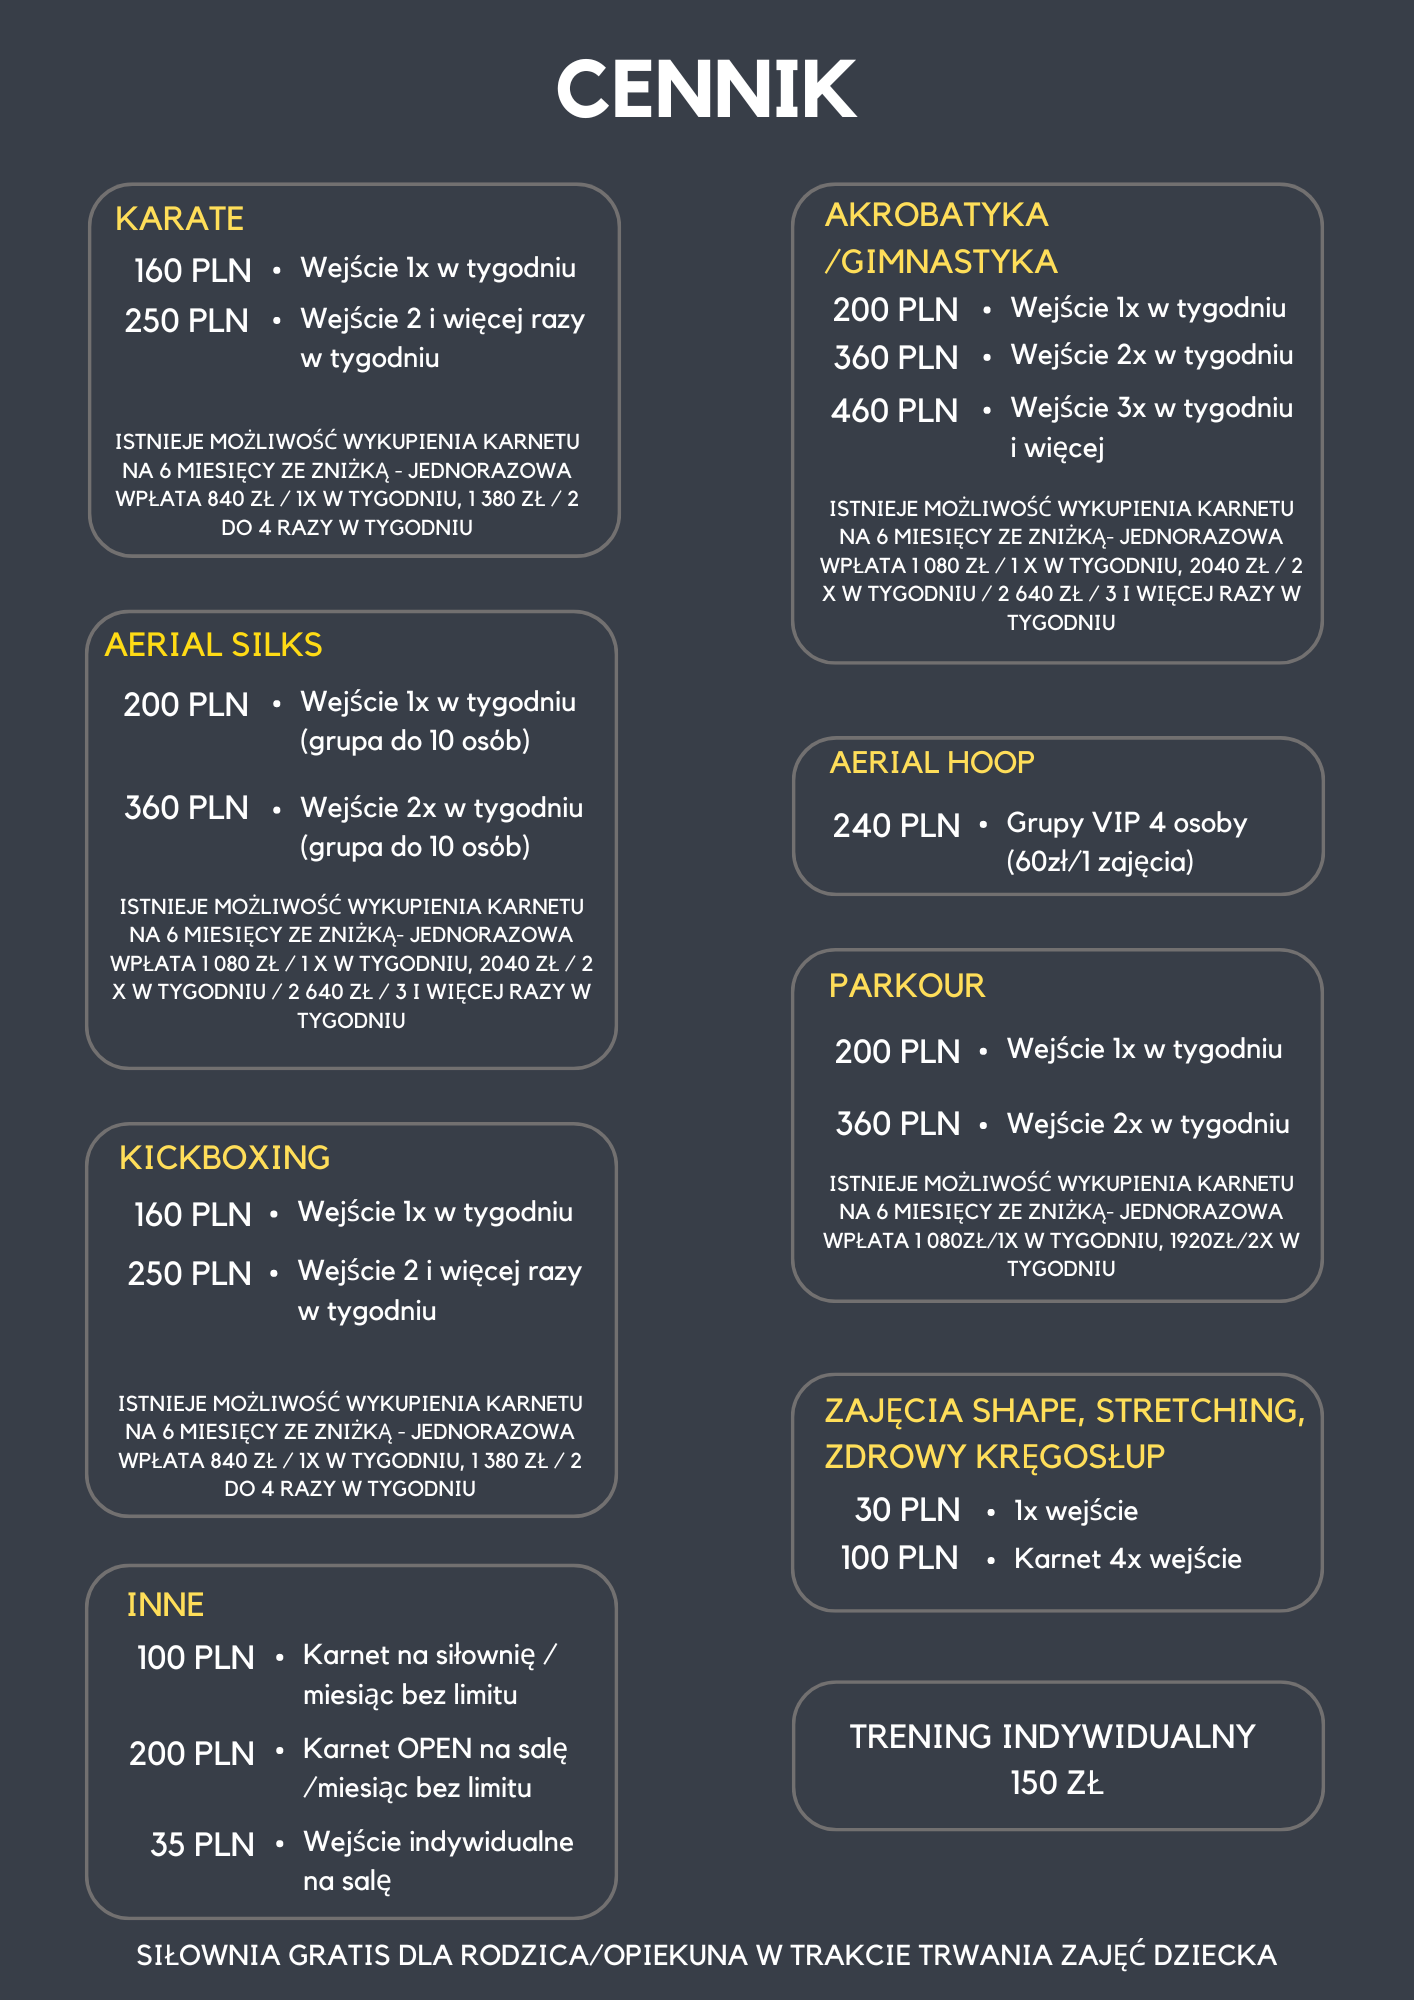 CENNIK
KARATE
160 PLN • Wejście 1x w tygodniu
250 PLN • Wejście 2 i więcej razy
w tygodniu
ISTNIEJE MOŻLIWOŚĆ WYKUPIENIA KARNETU
NA 6 MIESIĘCY ZE ZNIŻKĄ - JEDNORAZOWA
WPŁATA 840 ZŁ / 1X W TYGODNIU, 1 380 ZŁ / 2
DO 4 RAZY W TYGODNIU
AERIAL SILKS
200 PLN • Wejście 1x w tygodniu
(grupa do 10 osób)
360 PLN • Wejście 2x w tygodniu
(grupa do 10 osób)
ISTNIEJE MOŻLIWOŚĆ WYKUPIENIA KARNETU
NA 6 MIESIĘCY ZE ZNIŻKĄ- JEDNORAZOWA
WPŁATA 1 080 ZŁ / 1 X W TYGODNIU, 2040 ZŁ / 2
X W TYGODNIU / 2 640 ZŁ / 3 I WIĘCEJ RAZY W
TYGODNIU
KICKBOXING
160 PLN • Wejście 1x w tygodniu
250 PLN • Wejście 2 i więcej razy
w tygodniu
ISTNIEJE MOŻLIWOŚĆ WYKUPIENIA KARNETU
NA 6 MIESIĘCY ZE ZNIŻKĄ - JEDNORAZOWA
WPŁATA 840 ZŁ / 1X W TYGODNIU, 1 380 ZŁ / 2
DO 4 RAZY W TYGODNIU
INNE
100 PLN • Karnet na siłownię /
miesiąc bez limitu
200 PLN • Karnet OPEN na salę
/miesiąc bez limitu
35 PLN • Wejście indywidualne
na salę
AKROBATYKA
/GIMNASTYKA
200 PLN • Wejście 1x w tygodniu
360 PLN • Wejście 2x w tygodniu
460 PLN • Wejście 3x w tygodniu
i więcej
ISTNIEJE MOŻLIWOŚĆ WYKUPIENIA KARNETU
NA 6 MIESIĘCY ZE ZNIŻKĄ- JEDNORAZOWA
WPŁATA 1 080 ZŁ / 1 X W TYGODNIU, 2040 ZŁ / 2
X W TYGODNIU / 2 640 ZŁ / 3 I WIĘCEJ RAZY W
TYGODNIU
AERIAL HOOP
240 PLN • Grupy VIP 4 osoby
(60zł/1 zajęcia)
PARKOUR
200 PLN • Wejście 1x w tygodniu
360 PLN • Wejście 2x w tygodniu
ISTNIEJE MOŻLIWOŚĆ WYKUPIENIA KARNETU
NA 6 MIESIĘCY ZE ZNIŻKĄ- JEDNORAZOWA
WPŁATA 1 080ZŁ/1X W TYGODNIU, 1920ZŁ/2X W
TYGODNIU
ZAJĘCIA SHAPE, STRETCHING,
ZDROWY KRĘGOSŁUP
30 PLN • 1x wejście
100 PLN • Karnet 4x wejście
TRENING INDYWIDUALNY
150 ZŁ
SIŁOWNIA GRATIS DLA RODZICA/OPIEKUNA W TRAKCIE TRWANIA ZAJĘĆ DZIECKA